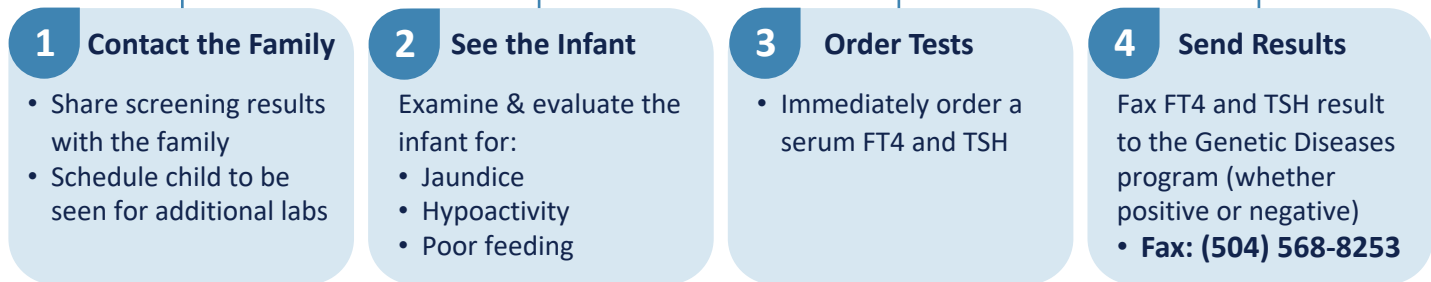 1 Contact the Family
• Share screening results
with the family
• Schedule child to be
seen for additional labs
2 See the Infant
Examine & evaluate the
infant for:
• Jaundice
• Hypoactivity
• Poor feeding
3 Order Tests
• Immediately order a
serum FT4 and TSH
4 Send Results
Fax FT4 and TSH result
to the Genetic Diseases
program (whether
positive or negative)
• Fax: (504) 568-8253